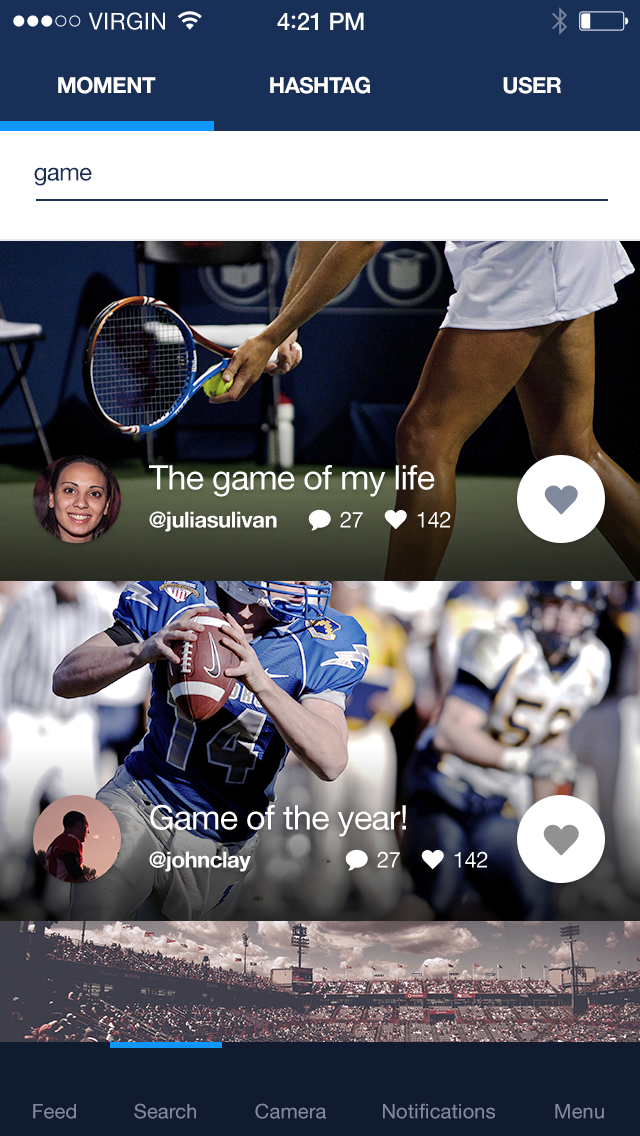 VIRGIN 4:21 PM
MOMENT HASHTAG USER
game
The game of my life
@juliasulivan 27 142
14
52
Game of the year!
@johnclay 27 142
Feed Search Camera Notifications Menu